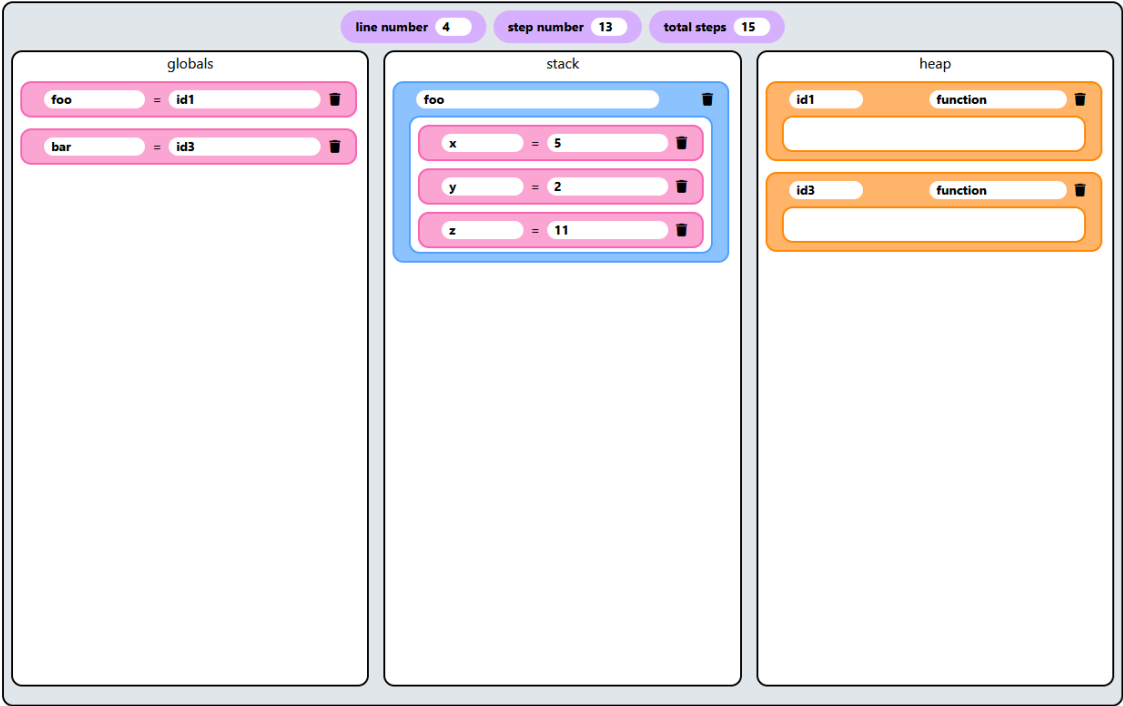 line number 4 step number 13 total steps 15
globals
foo = id1
bar = id3
stack
foo
x = 5
y = 2
z = 11
heap
id1 function
id3 function